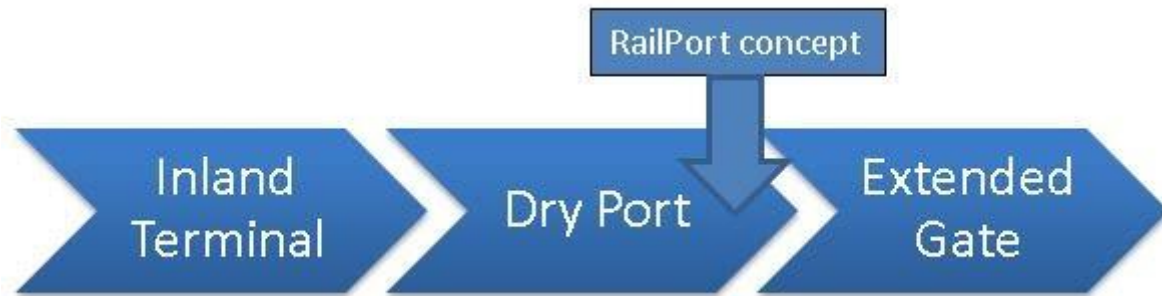 RailPort concept
Inland
Terminal
Dry Port
Extended
Gate